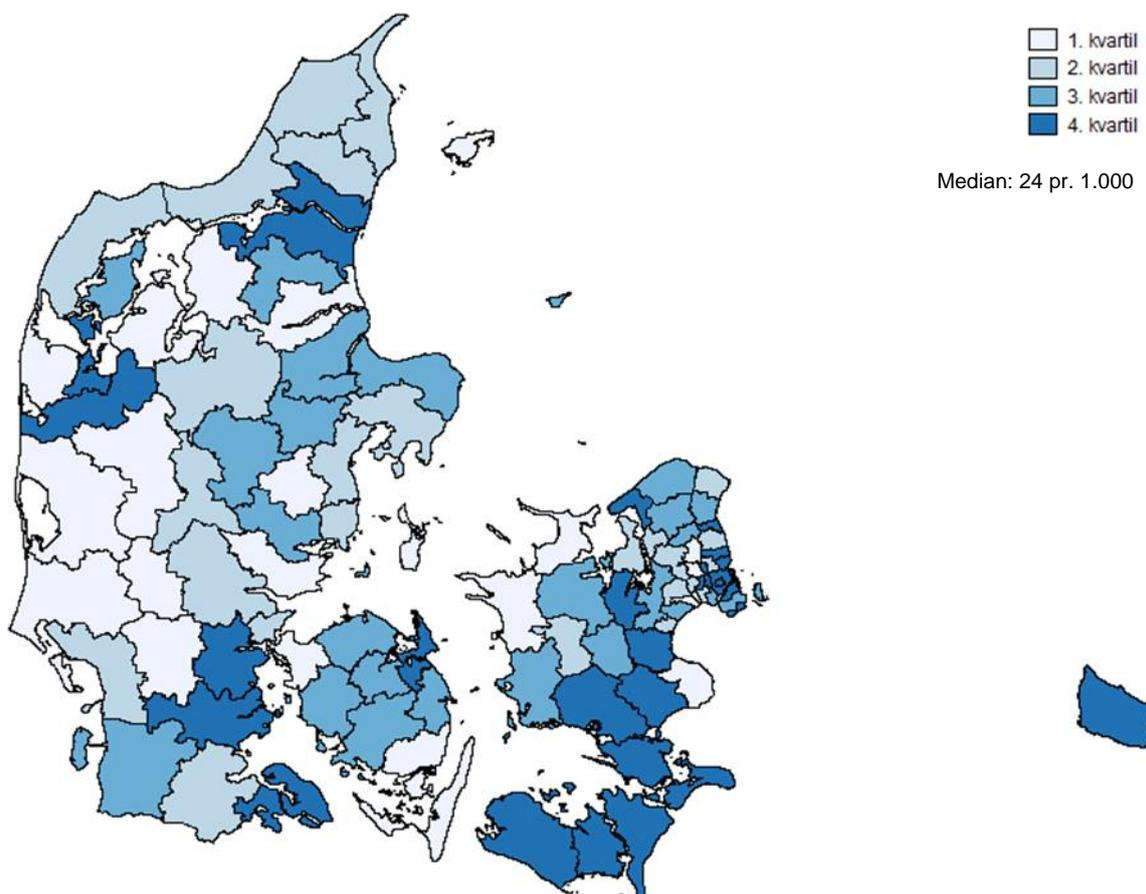 1. kvartil
2. kvartil
3. kvartil
4. kvartil
Median: 24 pr. 1.000